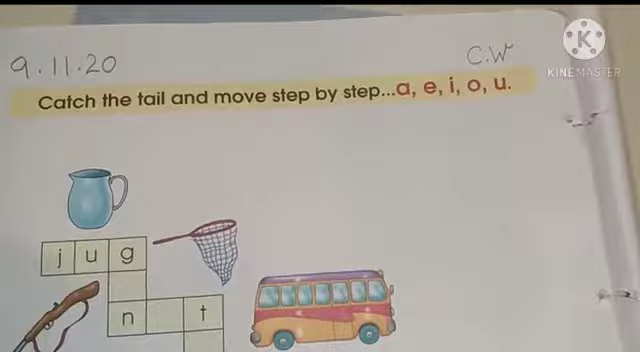 9.11.20
C.W
K
KINEMASTER
Catch the tail and move step by step...a, e, i, o, u.
j u g
n t